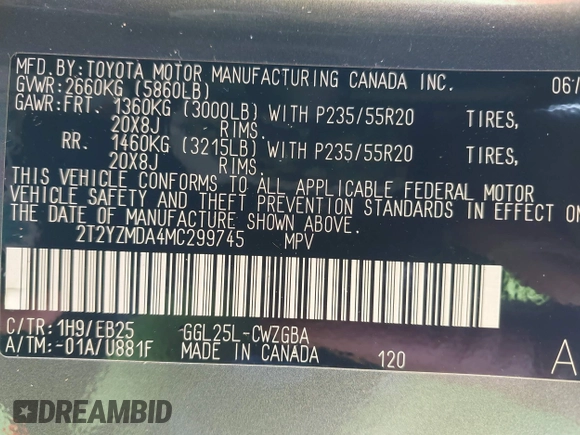 MFD.BY:TOYOTA MOTOR MANUFACTURING CANADA INC. 06/
GVWR:2660KG (5860LB)
GAWR:FRT. 1360KG (3000LB) WITH P235/55R20 TIRES,
20X8J RIMS.
RR. 1460KG (3215LB) WITH P235/55R20 TIRES,
20X8J RIMS.
THIS VEHICLE CONFORMS TO ALL APPLICABLE FEDERAL MOTOR
VEHICLE SAFETY AND THEFT PREVENTION STANDARDS IN EFFECT ON
THE DATE OF MANUFACTURE SHOWN ABOVE.
2T2YZMDA4MC299745 MPV
C/TR:1H9/EB25 GGL25L-CWZGBA
A/TM:-01A/U881F MADE IN CANADA 120 A
DREAMBID